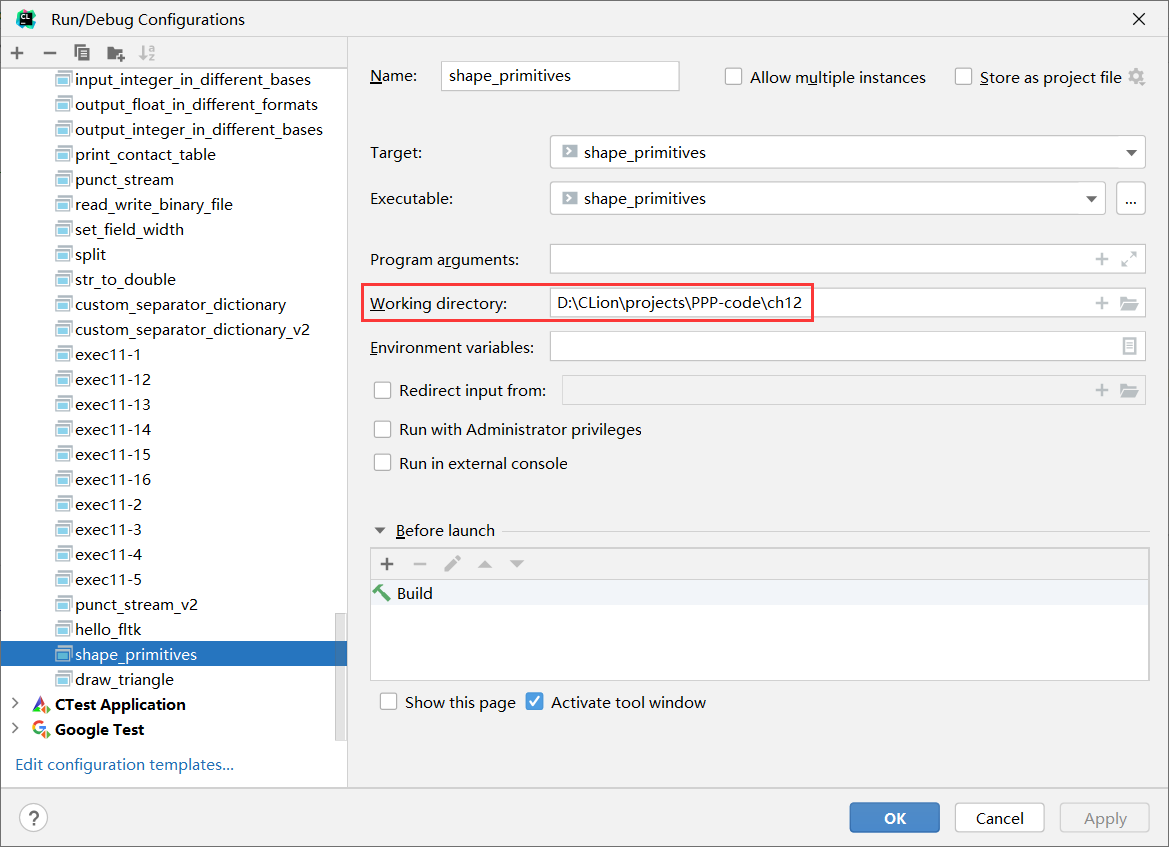 Run/Debug Configurations
input_integer_in_different_bases
output_float_in_different_formats
output_integer_in_different_bases
print_contact_table
punct_stream
read_write_binary_file
set_field_width
split
str_to_double
custom_separator_dictionary
custom_separator_dictionary_v2
exec11-1
exec11-12
exec11-13
exec11-14
exec11-15
exec11-16
exec11-2
exec11-3
exec11-4
exec11-5
punct_stream_v2
hello_fltk
shape_primitives
draw_triangle
CTest Application
Google Test
Edit configuration templates...
Name: shape_primitives Allow multiple instances Store as project file
Target: shape_primitives
Executable: shape_primitives ...
Program arguments:
Working directory: D:\CLion\projects\PPP-code\ch12
Environment variables:
Redirect input from:
Run with Administrator privileges
Run in external console
Before launch
Build
Show this page Activate tool window
? OK Cancel Apply